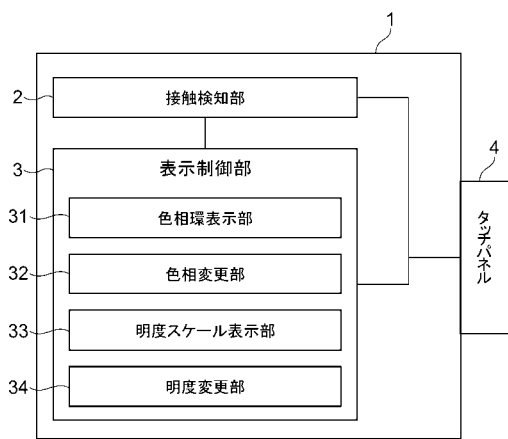 1
2
接触検知部
3
表示制御部
4
タッチパネル
31
色相環表示部
32
色相変更部
33
明度スケール表示部
34
明度変更部